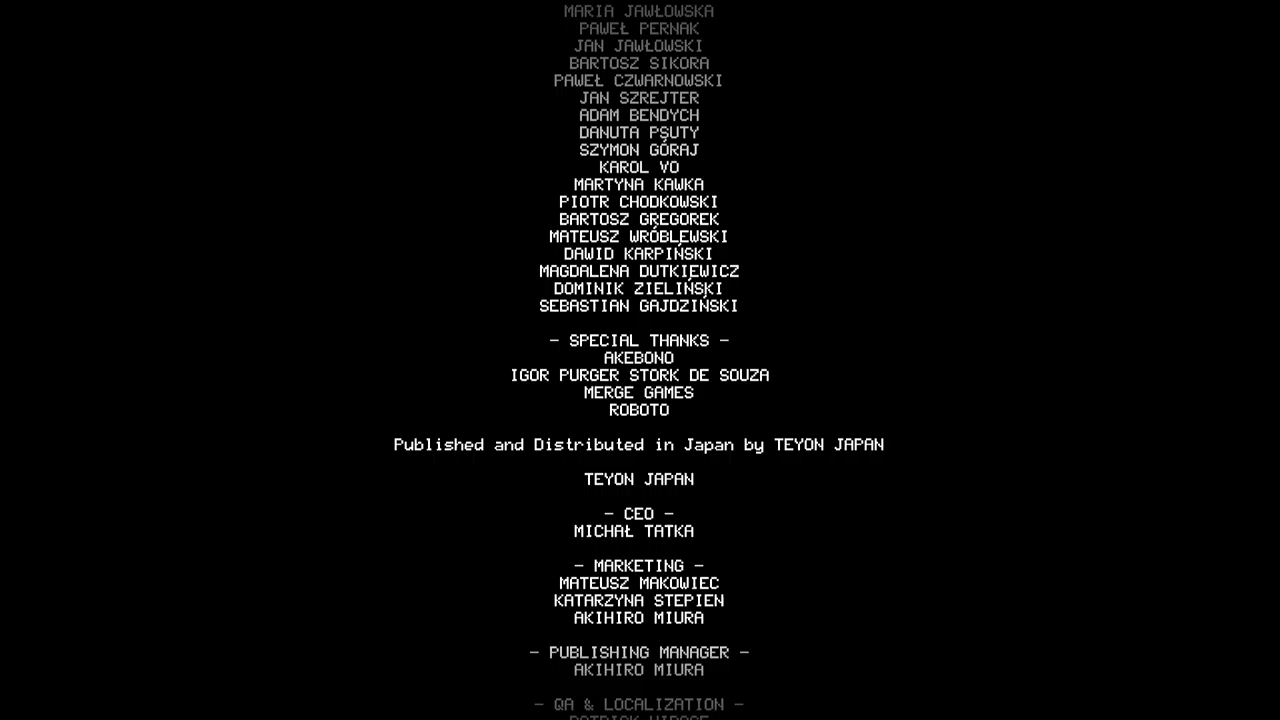 MARIA JAWŁOWSKA
PAWEŁ PERNAK
JAN JAWŁOWSKI
BARTOSZ SIKORA
PAWEŁ CZWARNOWSKI
JAN SZREJTER
ADAM BENDYCH
DANUTA PSUTY
SZYMON GÓRAJ
KAROL VO
MARTYNA KAWKA
PIOTR CHODKOWSKI
BARTOSZ GREGOREK
MATEUSZ WRÓBLEWSKI
DAWID KARPIŃSKI
MAGDALENA DUTKIEWICZ
DOMINIK ZIELIŃSKI
SEBASTIAN GAJDZIŃSKI
- SPECIAL THANKS -
AKEBONO
IGOR PURGER STORK DE SOUZA
MERGE GAMES
ROBOTO
Published and Distributed in Japan by TEYON JAPAN
TEYON JAPAN
- CEO -
MICHAŁ TATKA
- MARKETING -
MATEUSZ MAKOWIEC
KATARZYNA STEPIEN
AKIHIRO MIURA
- PUBLISHING MANAGER -
AKIHIRO MIURA
- QA & LOCALIZATION -